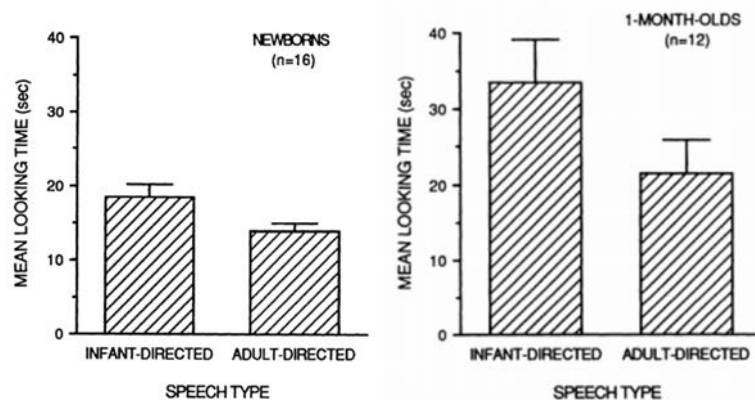 NEWBORNS
(n=16)
MEAN LOOKING TIME (sec)
40
30
20
10
0
INFANT-DIRECTED ADULT-DIRECTED
SPEECH TYPE
1-MONTH-OLDS
(n=12)
MEAN LOOKING TIME (sec)
40
30
20
10
0
INFANT-DIRECTED ADULT-DIRECTED
SPEECH TYPE